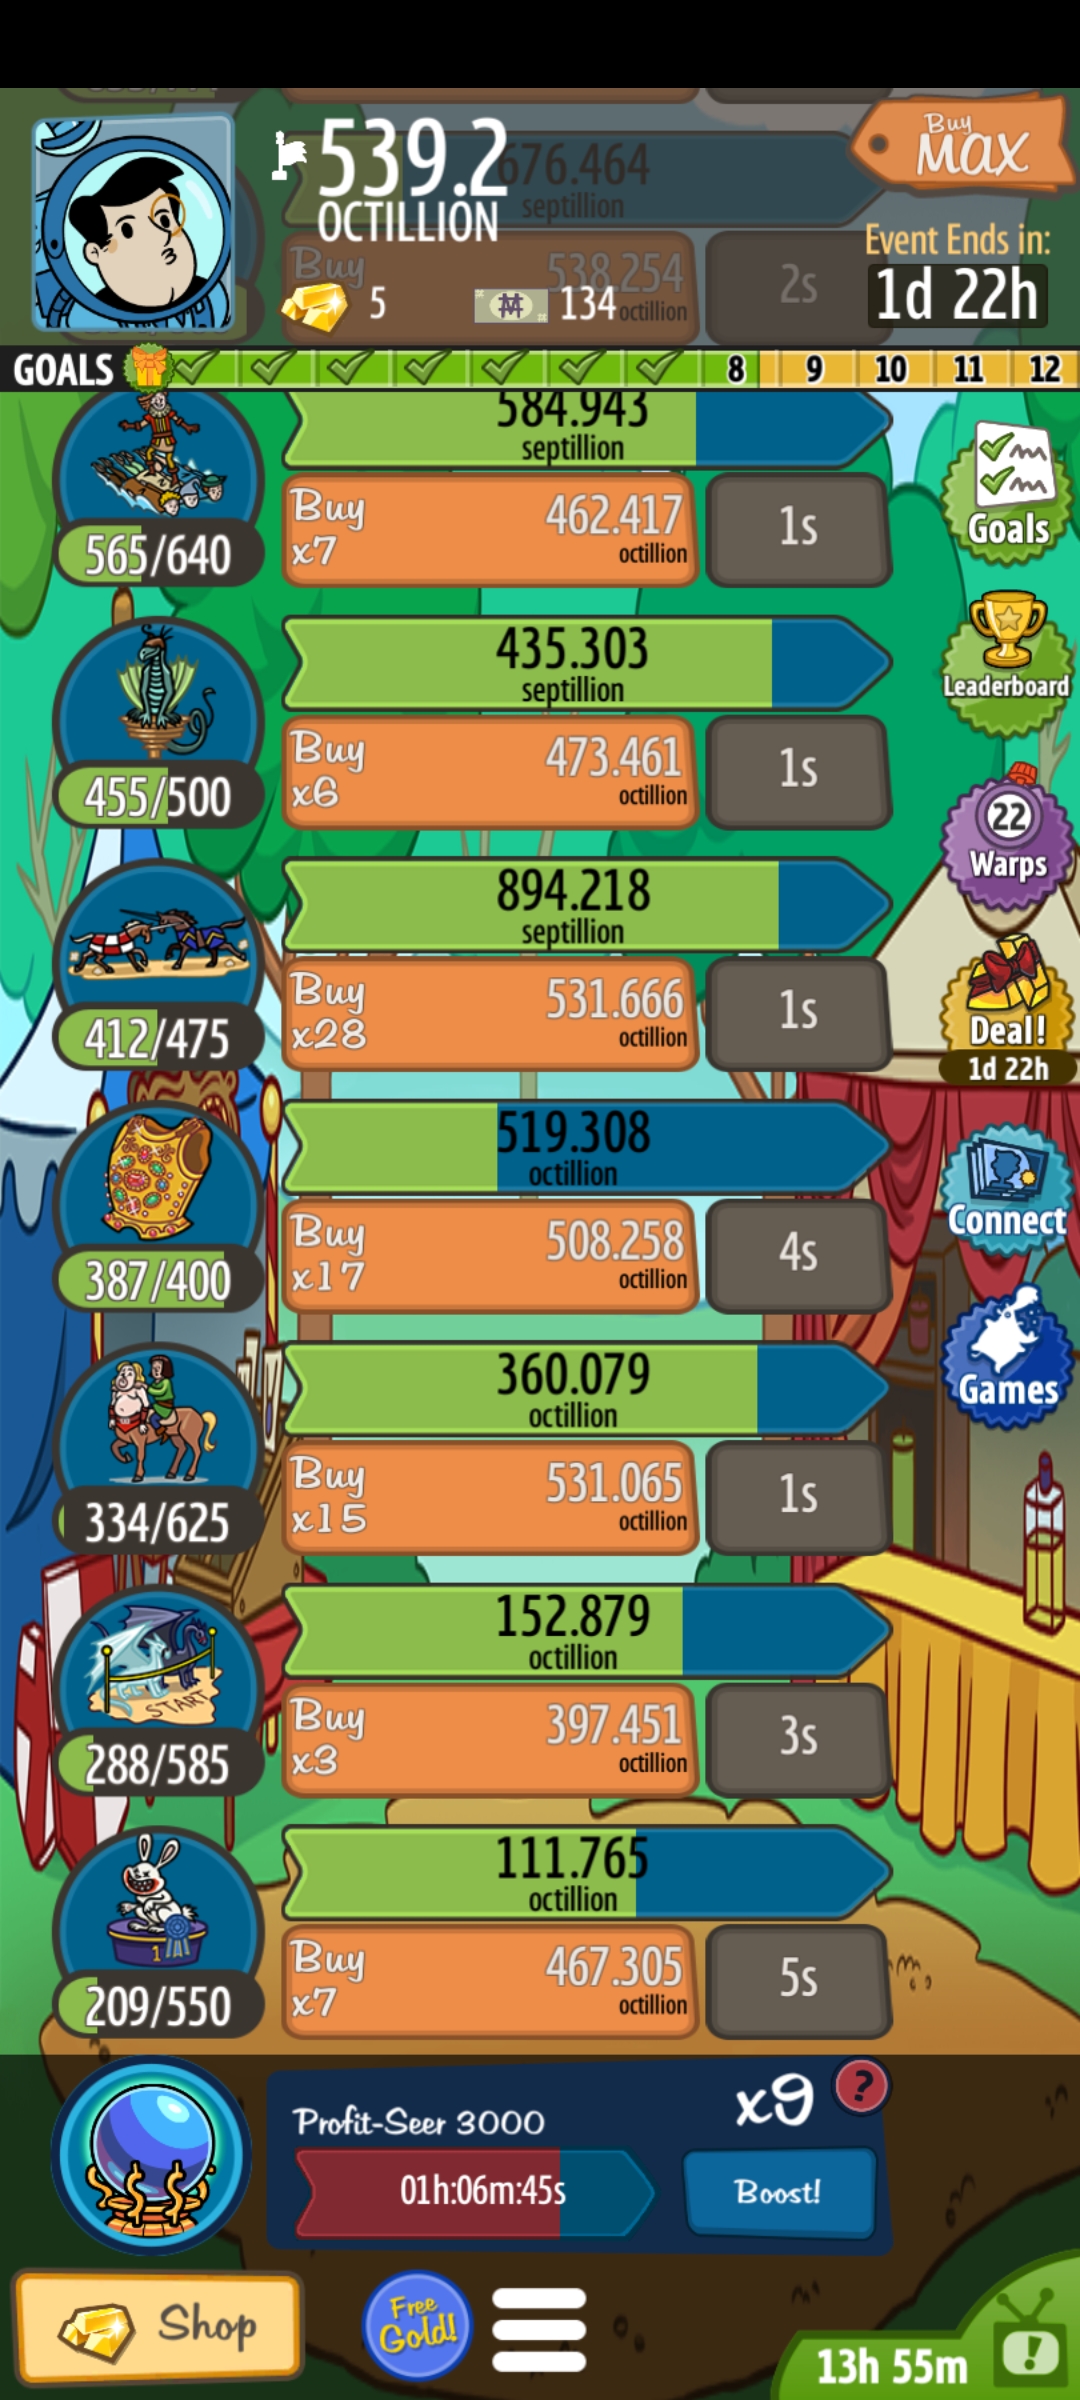 539.2
OCTILLION
Buy
MAX
676.464
septillion
Buy
538.254
octillion
2s
Event Ends in:
1d 22h
5
134
GOALS
8
9
10
11
12
584.943
septillion
Buy
x7
462.417
octillion
1s
565/640
Goals
435.303
septillion
Buy
x6
473.461
octillion
1s
455/500
Leaderboard
22
Warps
894.218
septillion
Buy
x28
531.666
octillion
1s
412/475
Deal!
1d 22h
519.308
octillion
Buy
x17
508.258
octillion
4s
387/400
Connect
360.079
octillion
Buy
x15
531.065
octillion
1s
334/625
Games
152.879
octillion
Buy
x3
397.451
octillion
3s
START
288/585
111.765
octillion
1
Buy
x7
467.305
octillion
5s
209/550
Profit-Seer 3000
x9
?
01h:06m:45s
Boost!
Shop
Free
Gold!
13h 55m
!